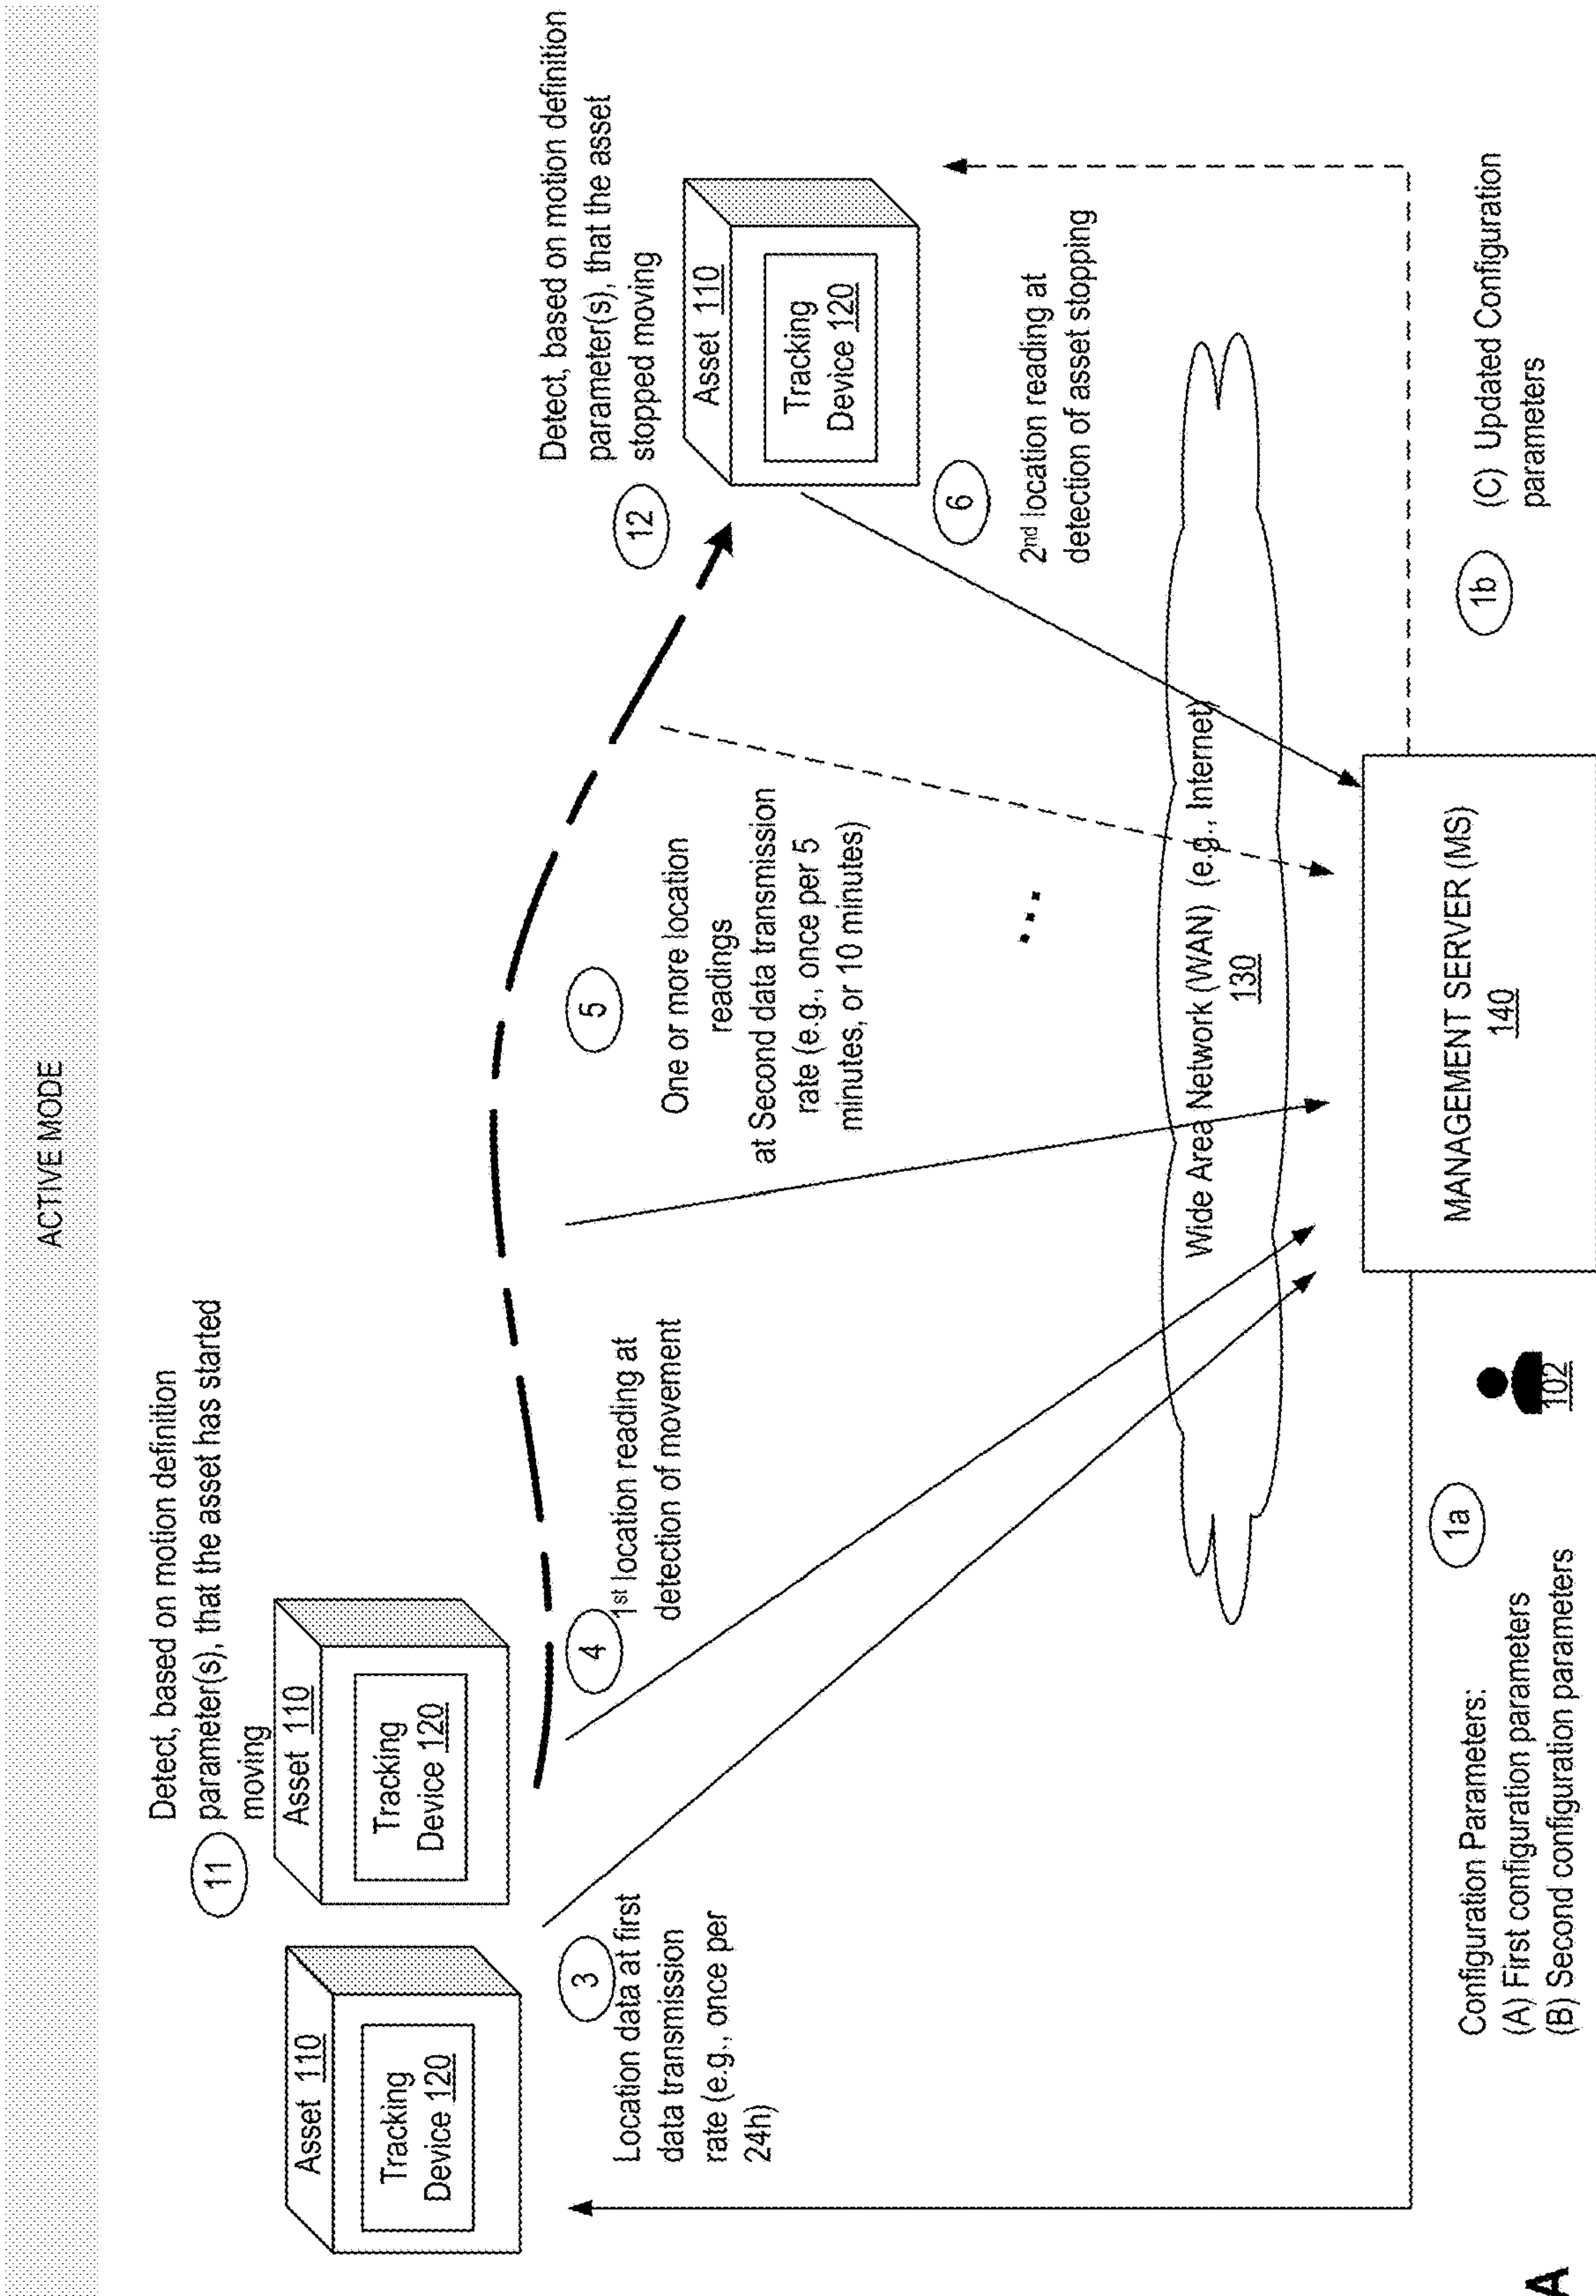 ACTIVE MODE
Detect, based on motion definition
parameter(s), that the asset has started
moving
11
Asset 110
Tracking
Device 120
Asset 110
Tracking
Device 120
Detect, based on motion definition
parameter(s), that the asset
stopped moving
12
Asset 110
Tracking
Device 120
3
Location data at first
data transmission
rate (e.g., once per
24h)
4
1st location reading at
detection of movement
5
One or more location
readings
at Second data transmission
rate (e.g., once per 5
minutes, or 10 minutes)
...
6
2nd location reading at
detection of asset stopping
Wide Area Network (WAN) (e.g., Internet)
130
MANAGEMENT SERVER (MS)
140
102
1a
Configuration Parameters:
(A) First configuration parameters
(B) Second configuration parameters
1b
(C) Updated Configuration
parameters
A